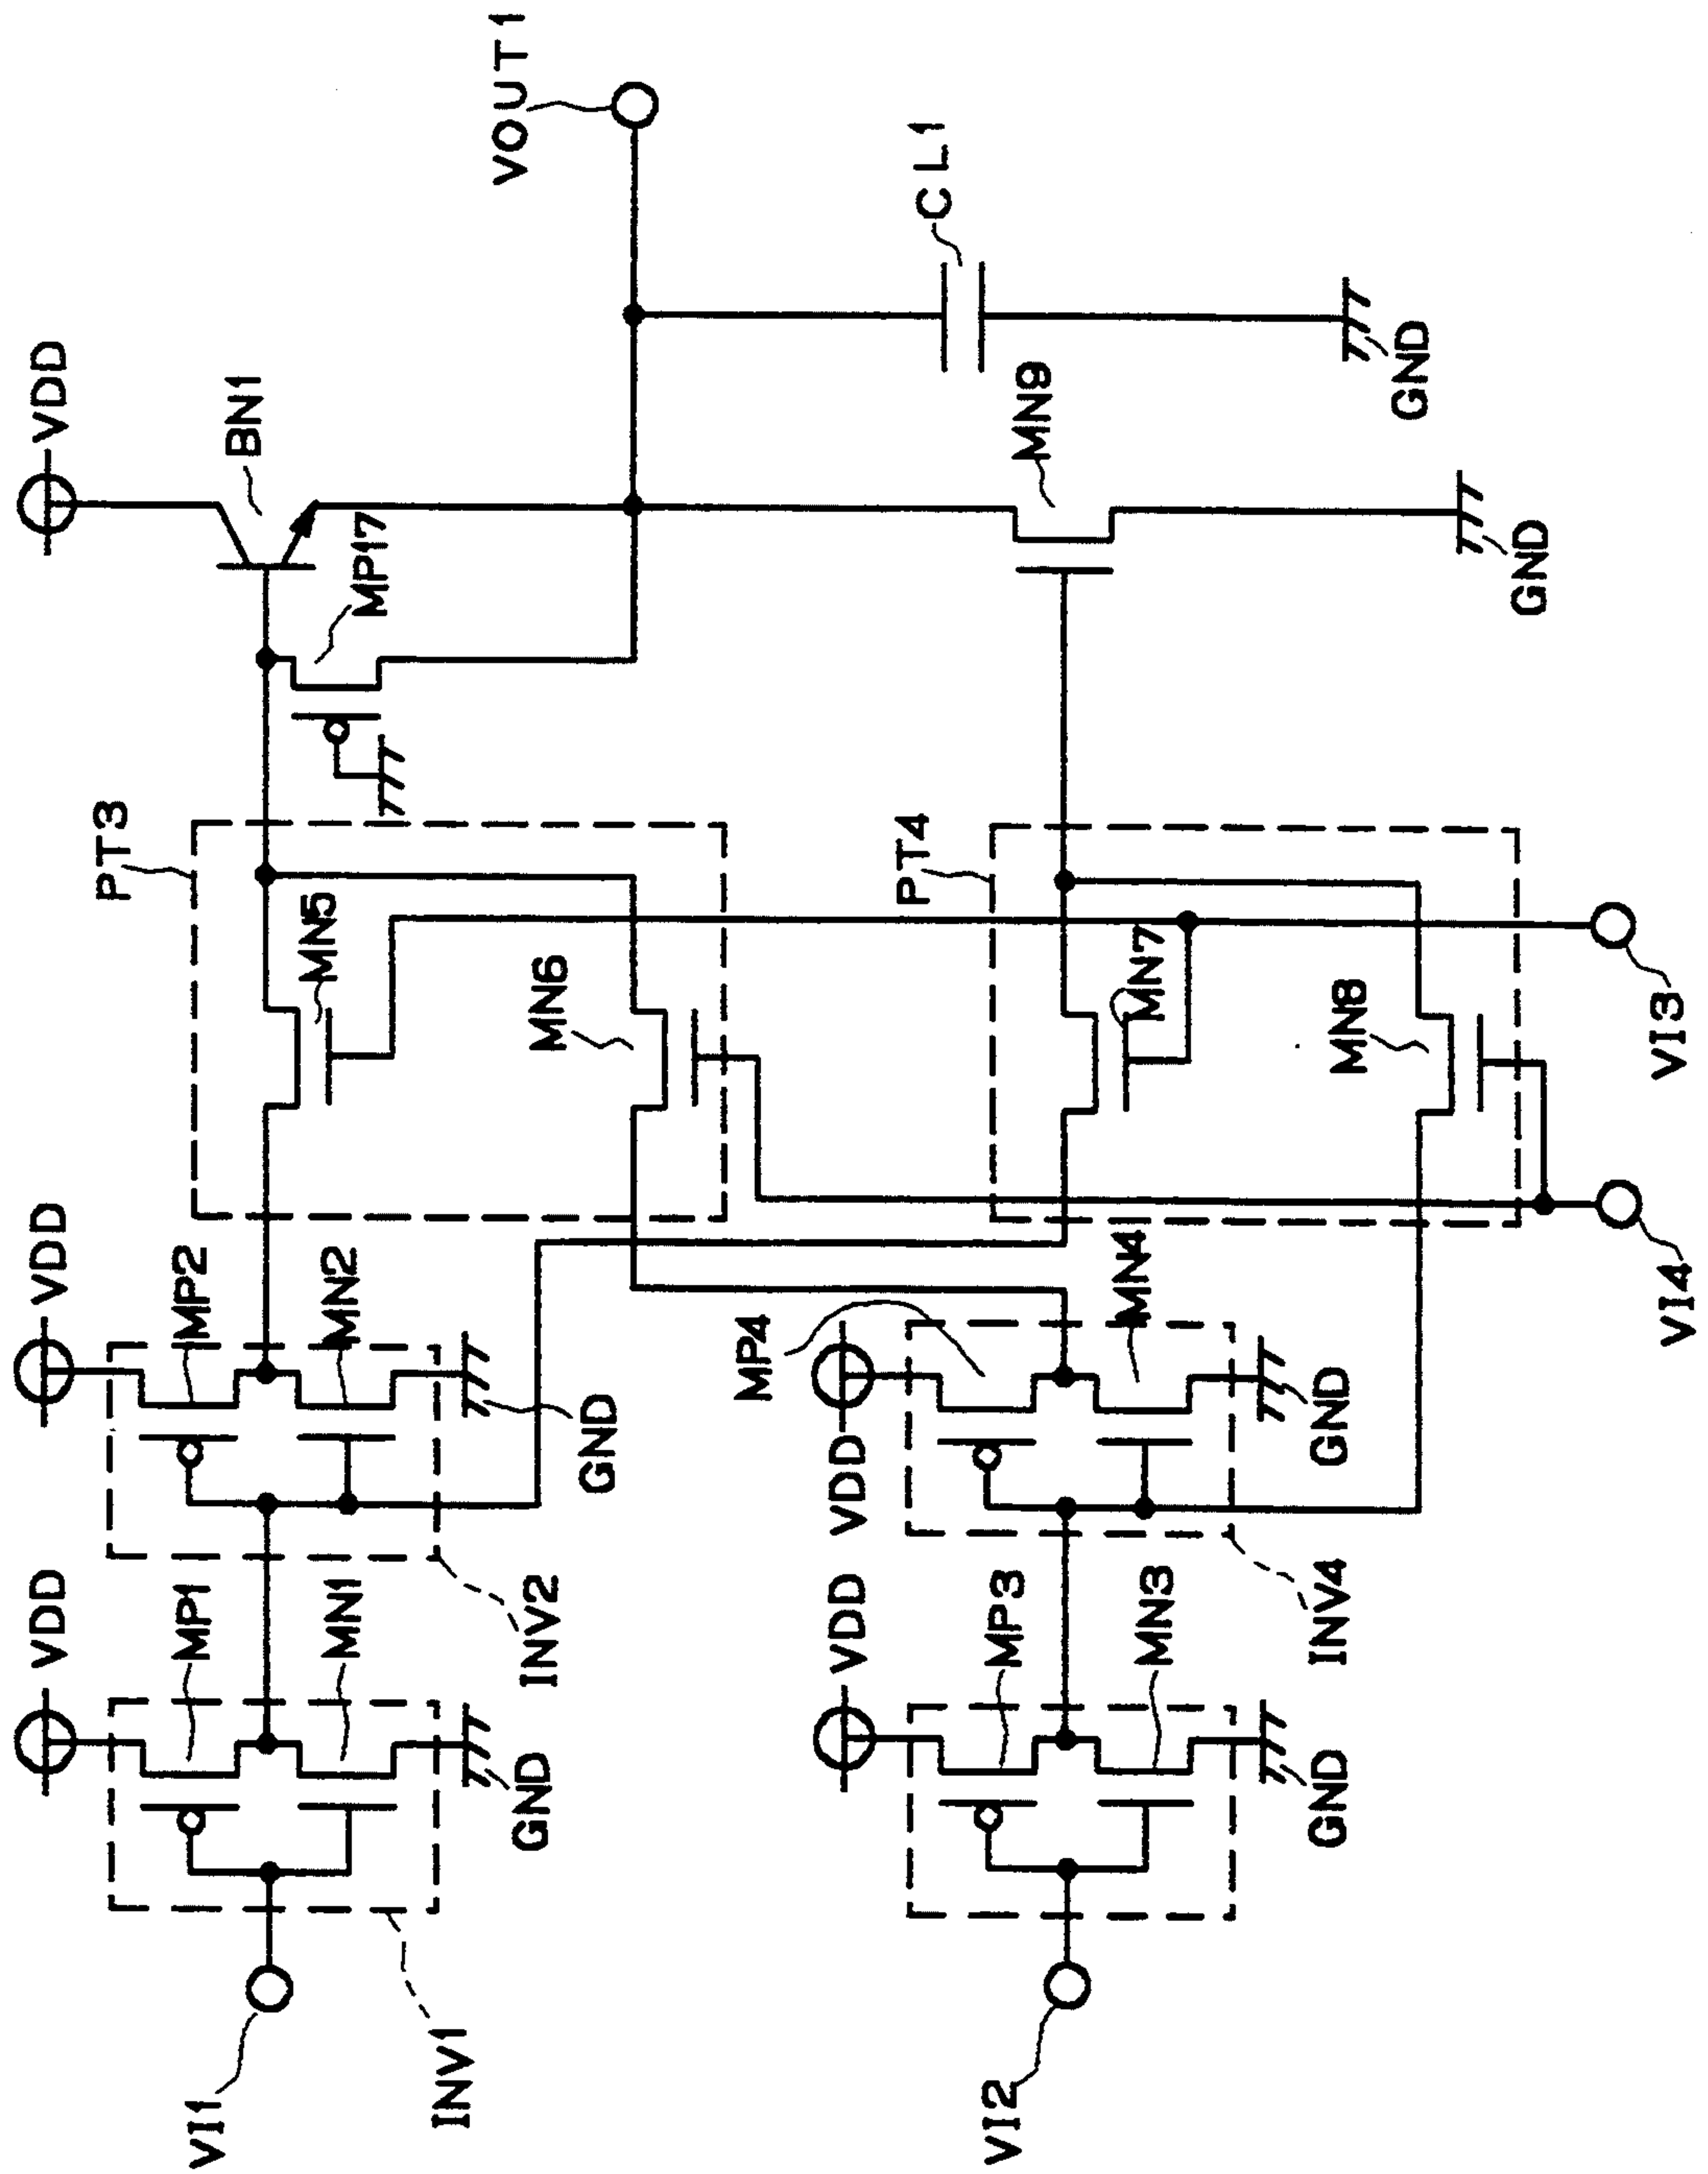 VDD
VOUT1
BN1
MP17
CL1
MN9
GND
GND
PT3
MN5
MN6
PT4
MN7
MN8
VI3
VI4
VDD
MP2
MN2
GND
INV2
MP4
VDD
MN4
GND
INV4
VDD
MP1
MN1
GND
INV1
VI1
VDD
MP3
MN3
GND
VI2